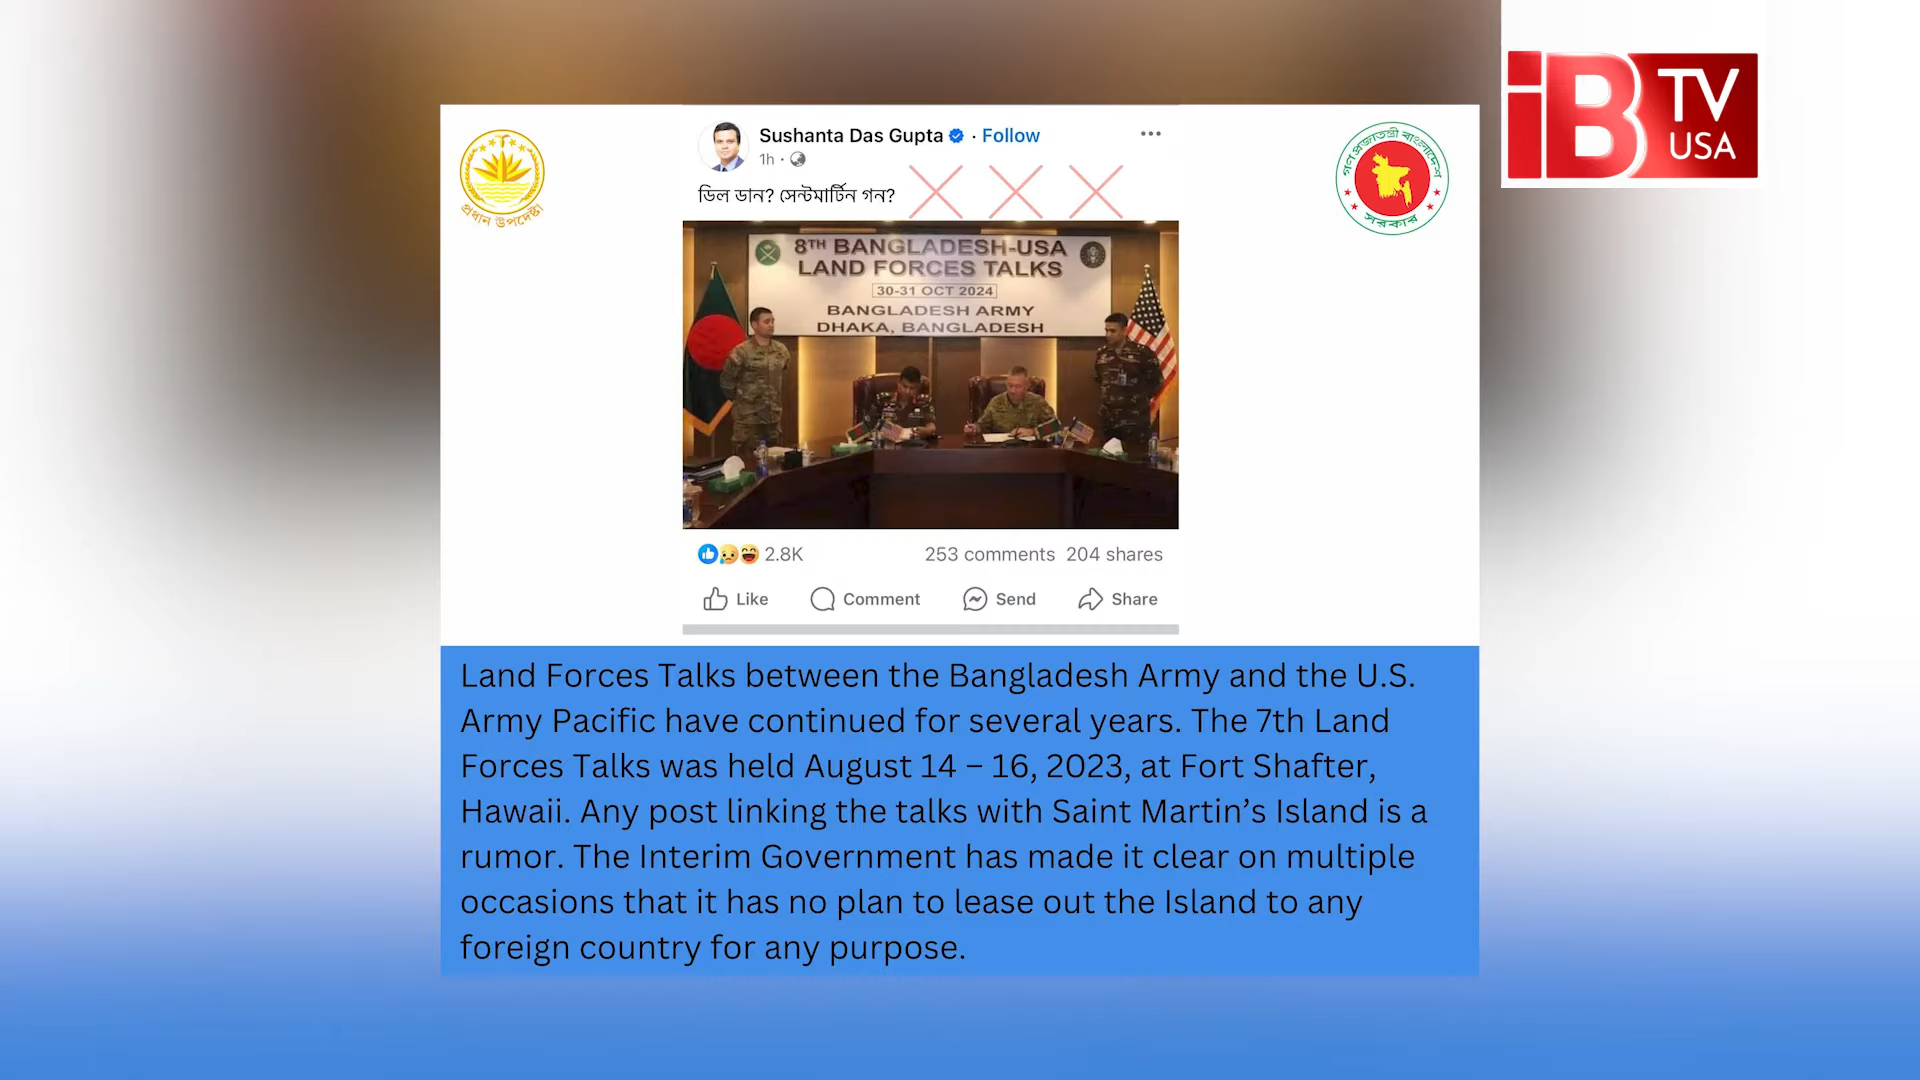 iB TV
USA
Sushanta Das Gupta · Follow
1h ·
ডিল ডান? সেন্টমার্টিন গন?
প্রধান উপদেষ্টা
গণপ্রজাতন্ত্রী বাংলাদেশ
সরকার
8TH BANGLADESH-USA
LAND FORCES TALKS
30-31 OCT 2024
BANGLADESH ARMY
DHAKA, BANGLADESH
2.8K 253 comments 204 shares
Like Comment Send Share
Land Forces Talks between the Bangladesh Army and the U.S.
Army Pacific have continued for several years. The 7th Land
Forces Talks was held August 14 – 16, 2023, at Fort Shafter,
Hawaii. Any post linking the talks with Saint Martin’s Island is a
rumor. The Interim Government has made it clear on multiple
occasions that it has no plan to lease out the Island to any
foreign country for any purpose.